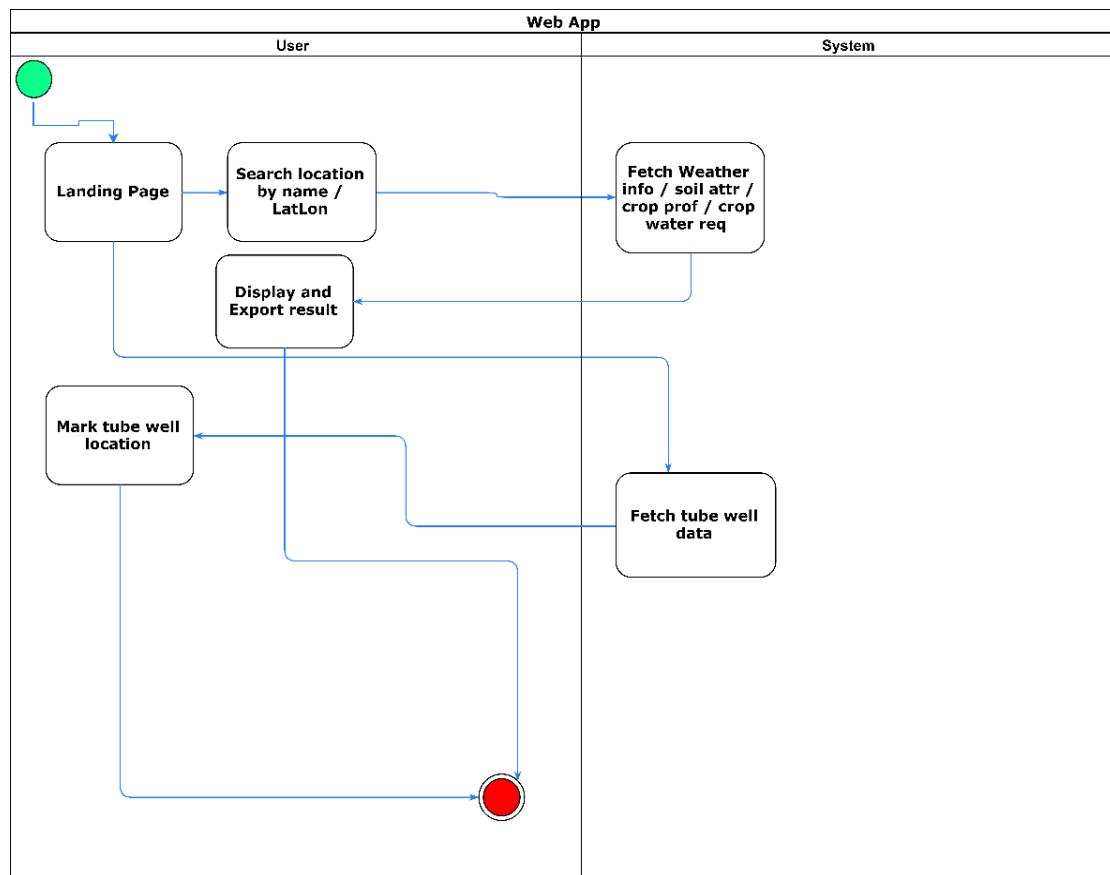 Web App
User
System
Landing Page
Search location
by name /
LatLon
Fetch Weather
info / soil attr /
crop prof / crop
water req
Display and
Export result
Mark tube well
location
Fetch tube well
data